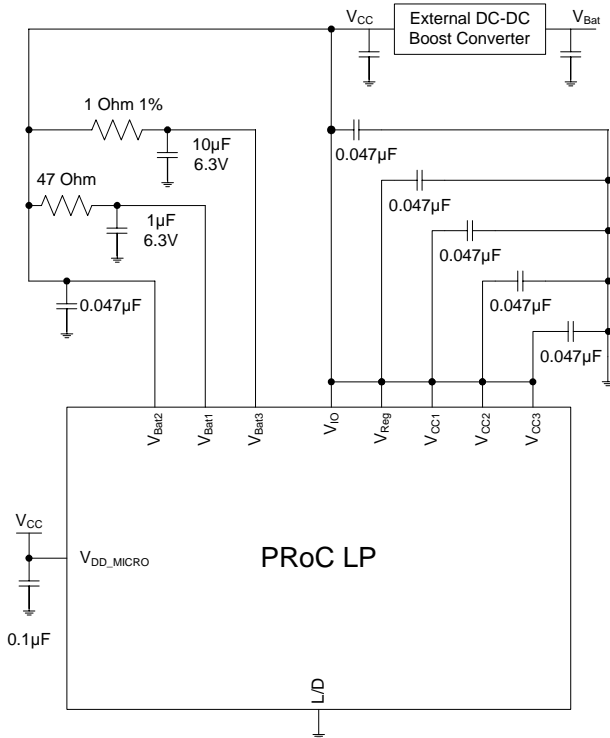 VCC
External DC-DC
Boost Converter
VBat
1 Ohm 1%
10µF
6.3V
0.047µF
47 Ohm
1µF
6.3V
0.047µF
0.047µF
0.047µF
0.047µF
0.047µF
VBat2
VBat1
VBat3
VIO
VReg
VCC1
VCC2
VCC3
VCC
VDD_MICRO
PRoC LP
0.1µF
L/D